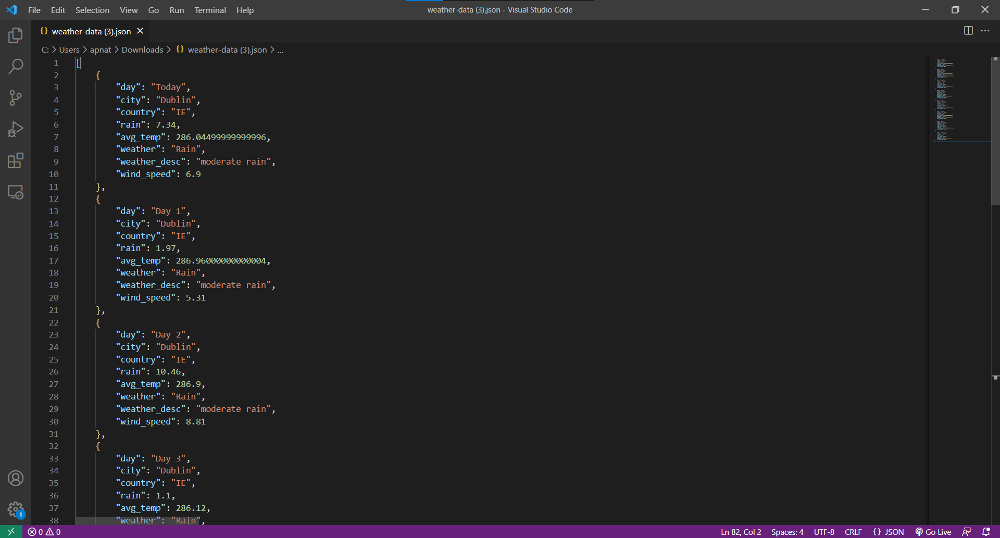 File Edit Selection View Go Run Terminal Help weather-data (3).json - Visual Studio Code
{} weather-data (3).json
C: > Users > apnat > Downloads > {} weather-data (3).json > ...
1 [
2 {
3 "day": "Today",
4 "city": "Dublin",
5 "country": "IE",
6 "rain": 7.34,
7 "avg_temp": 286.04499999999996,
8 "weather": "Rain",
9 "weather_desc": "moderate rain",
10 "wind_speed": 6.9
11 },
12 {
13 "day": "Day 1",
14 "city": "Dublin",
15 "country": "IE",
16 "rain": 1.97,
17 "avg_temp": 286.96000000000004,
18 "weather": "Rain",
19 "weather_desc": "moderate rain",
20 "wind_speed": 5.31
21 },
22 {
23 "day": "Day 2",
24 "city": "Dublin",
25 "country": "IE",
26 "rain": 10.46,
27 "avg_temp": 286.9,
28 "weather": "Rain",
29 "weather_desc": "moderate rain",
30 "wind_speed": 8.81
31 },
32 {
33 "day": "Day 3",
34 "city": "Dublin",
35 "country": "IE",
36 "rain": 1.1,
37 "avg_temp": 286.12,
38 "weather": "Rain",
1
0 0 Ln 82, Col 2 Spaces: 4 UTF-8 CRLF {} JSON Go Live